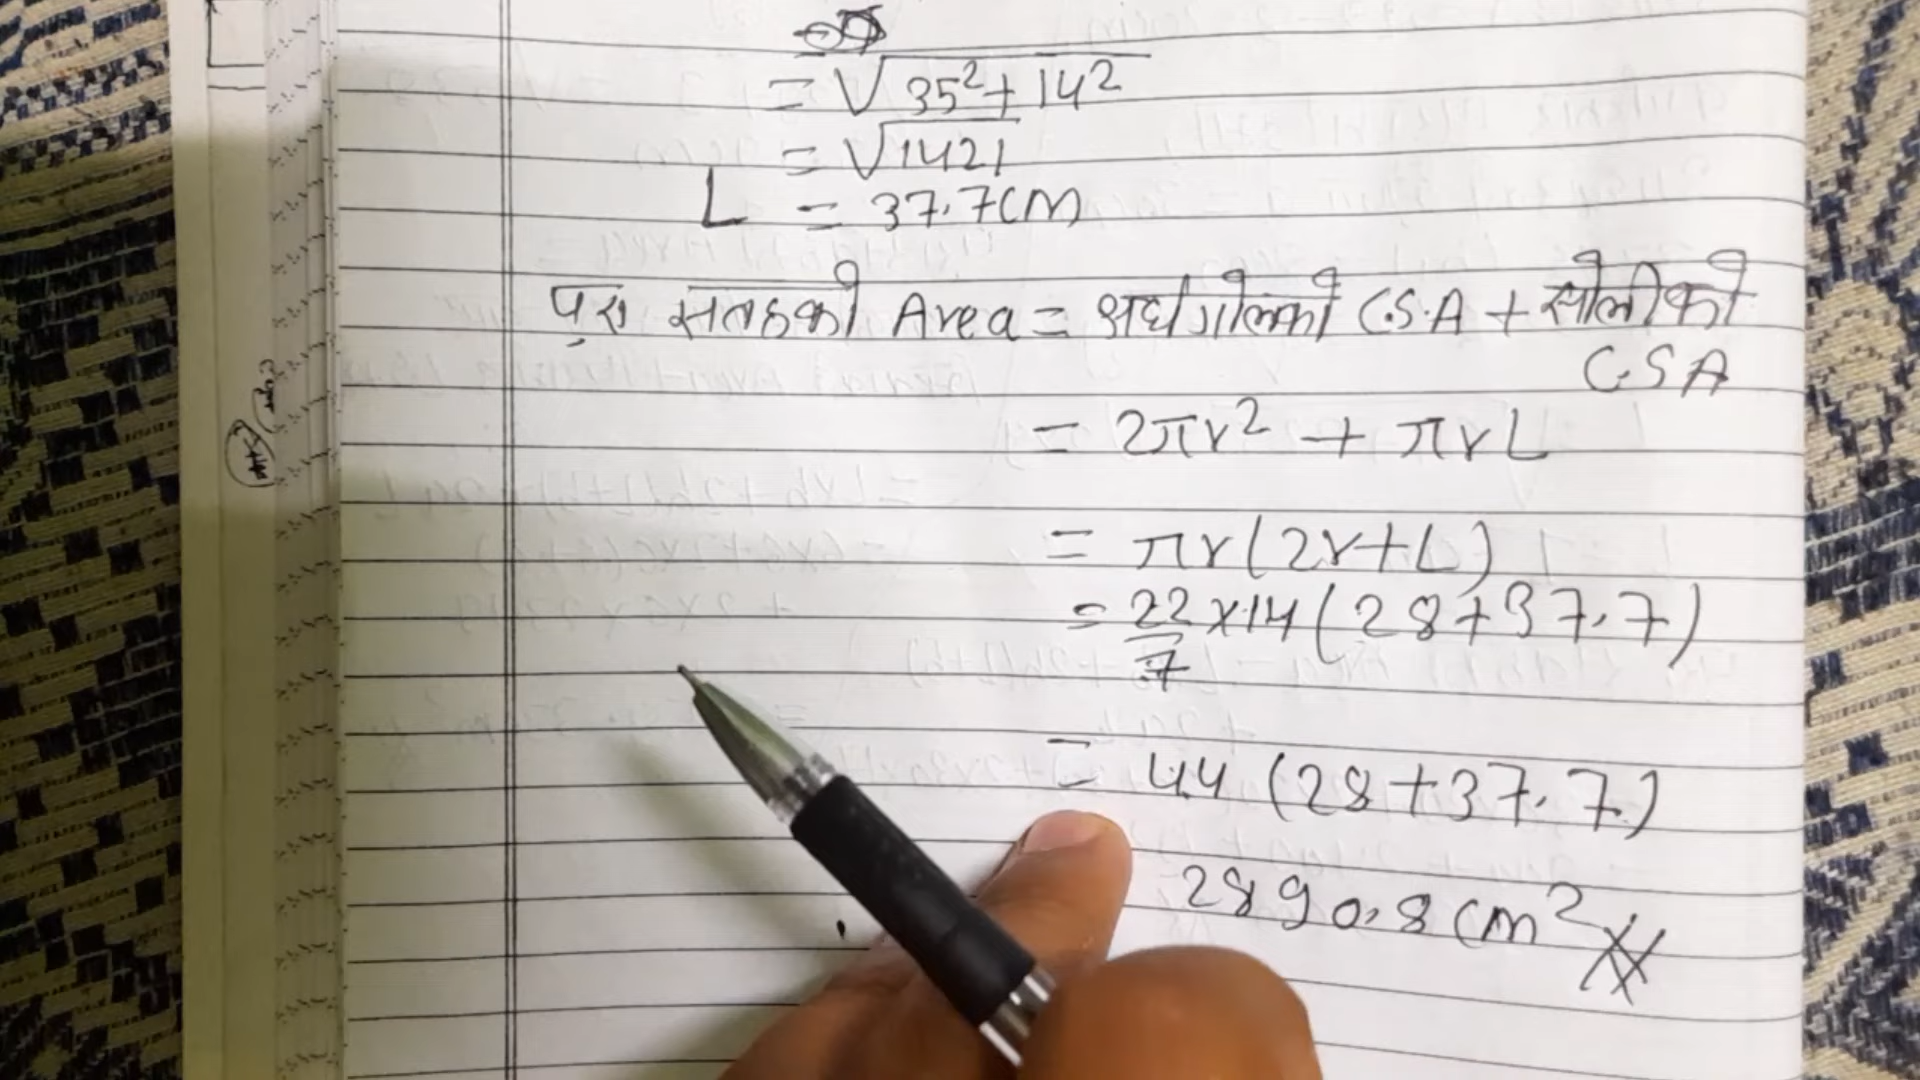 = √35²+14²
= √1421
L = 37.7cm
पुरा सतहको Area = अर्धगोलको C.S.A + सोलीको
C.S A
= 2πr² + πrL
= πr(2r+L)
= 22/7 x14(28+37.7)
= 44 (28+37.7)
2890.8 cm²